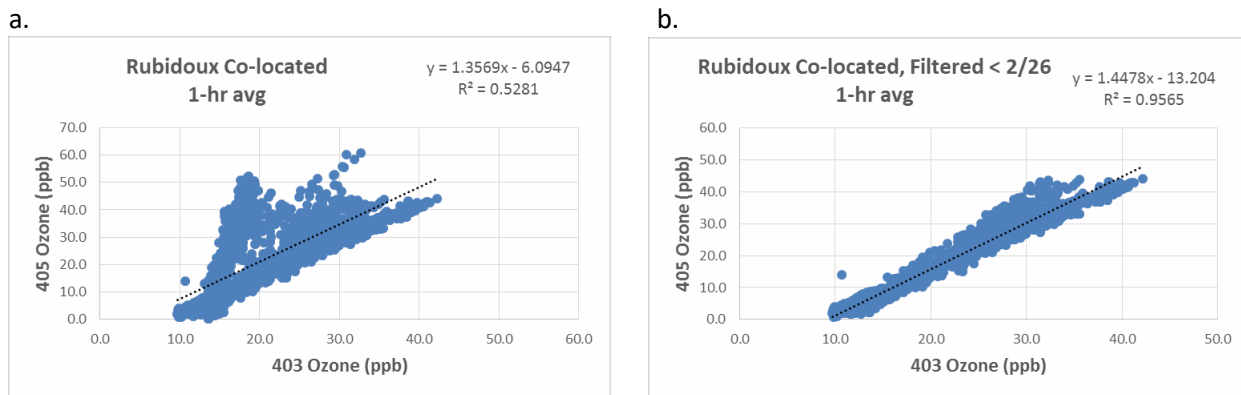 a.
Rubidoux Co-located
1-hr avg
y = 1.3569x - 6.0947
R² = 0.5281
70.0
60.0
50.0
40.0
30.0
20.0
10.0
0.0
405 Ozone (ppb)
0.0 10.0 20.0 30.0 40.0 50.0 60.0
403 Ozone (ppb)
b.
Rubidoux Co-located, Filtered < 2/26
1-hr avg
y = 1.4478x - 13.204
R² = 0.9565
60.0
50.0
40.0
30.0
20.0
10.0
0.0
405 Ozone (ppb)
0.0 10.0 20.0 30.0 40.0 50.0
403 Ozone (ppb)